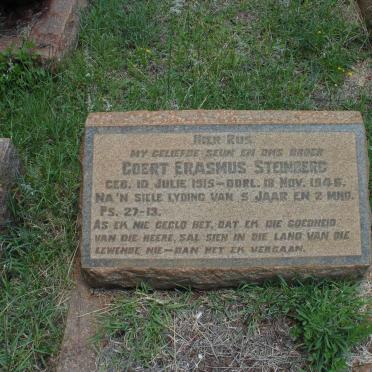 HIER RUS
MY GELIEFDE SEUN EN ONS BROER
COERT ERASMUS STEINBERG
GEB. 10 JULIE 1915 – OORL. 18 NOV. 1946.
NA 'N SIELE LYDING VAN 5 JAAR EN 2 MND.
PS. 27-13.
AS EK NIE GEGLO HET, DAT EK DIE GOEDHEID
VAN DIE HEERE, SAL SIEN IN DIE LAND VAN DIE
LEWENDE NIE – DAN HET EK VERGAAN.